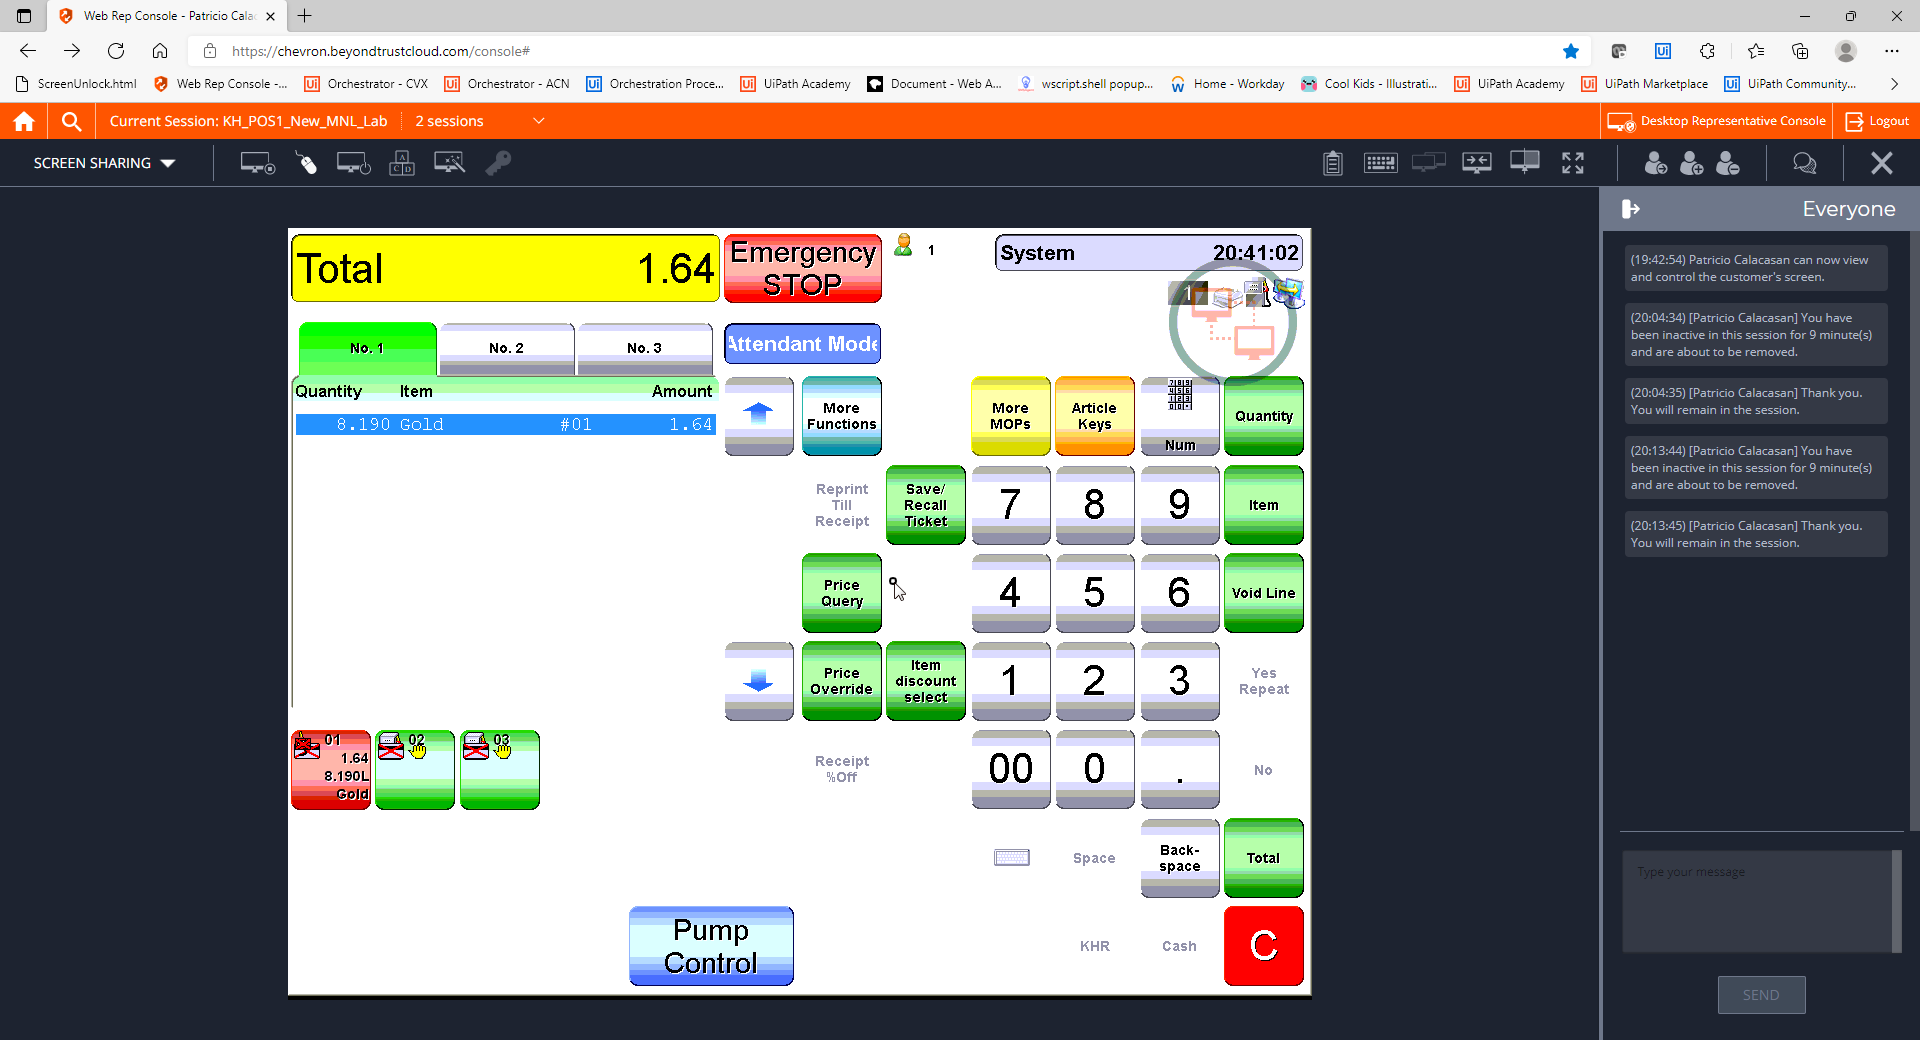 Web Rep Console - Patricio Cala
https://chevron.beyondtrustcloud.com/console#
ScreenUnlock.html
Web Rep Console -...
Orchestrator - CVX
Orchestrator - ACN
Orchestration Proce...
UiPath Academy
Document - Web A...
wscript.shell popup...
Home - Workday
Cool Kids - Illustrati...
UiPath Academy
UiPath Marketplace
UiPath Community...
Current Session: KH_POS1_New_MNL_Lab
2 sessions
Desktop Representative Console
Logout
SCREEN SHARING
Everyone
(19:42:54) Patricio Calacasan can now view
and control the customer's screen.
(20:04:34) [Patricio Calacasan] You have
been inactive in this session for 9 minute(s)
and are about to be removed.
(20:04:35) [Patricio Calacasan] Thank you.
You will remain in the session.
(20:13:44) [Patricio Calacasan] You have
been inactive in this session for 9 minute(s)
and are about to be removed.
(20:13:45) [Patricio Calacasan] Thank you.
You will remain in the session.
Type your message
SEND
Total 1.64
Emergency
STOP
1
System 20:41:02
1
No. 1
No. 2
No. 3
Attendant Mode
Quantity Item Amount
8.190 Gold #01 1.64
More
Functions
More
MOPs
Article
Keys
Num
Quantity
Reprint
Till
Receipt
Save/
Recall
Ticket
7
8
9
Item
Price
Query
4
5
6
Void Line
Price
Override
Item
discount
select
1
2
3
Yes
Repeat
01
1.64
8.190L
Gold
02
03
Receipt
%Off
00
0
.
No
Space
Back-
space
Total
Pump
Control
KHR
Cash
C